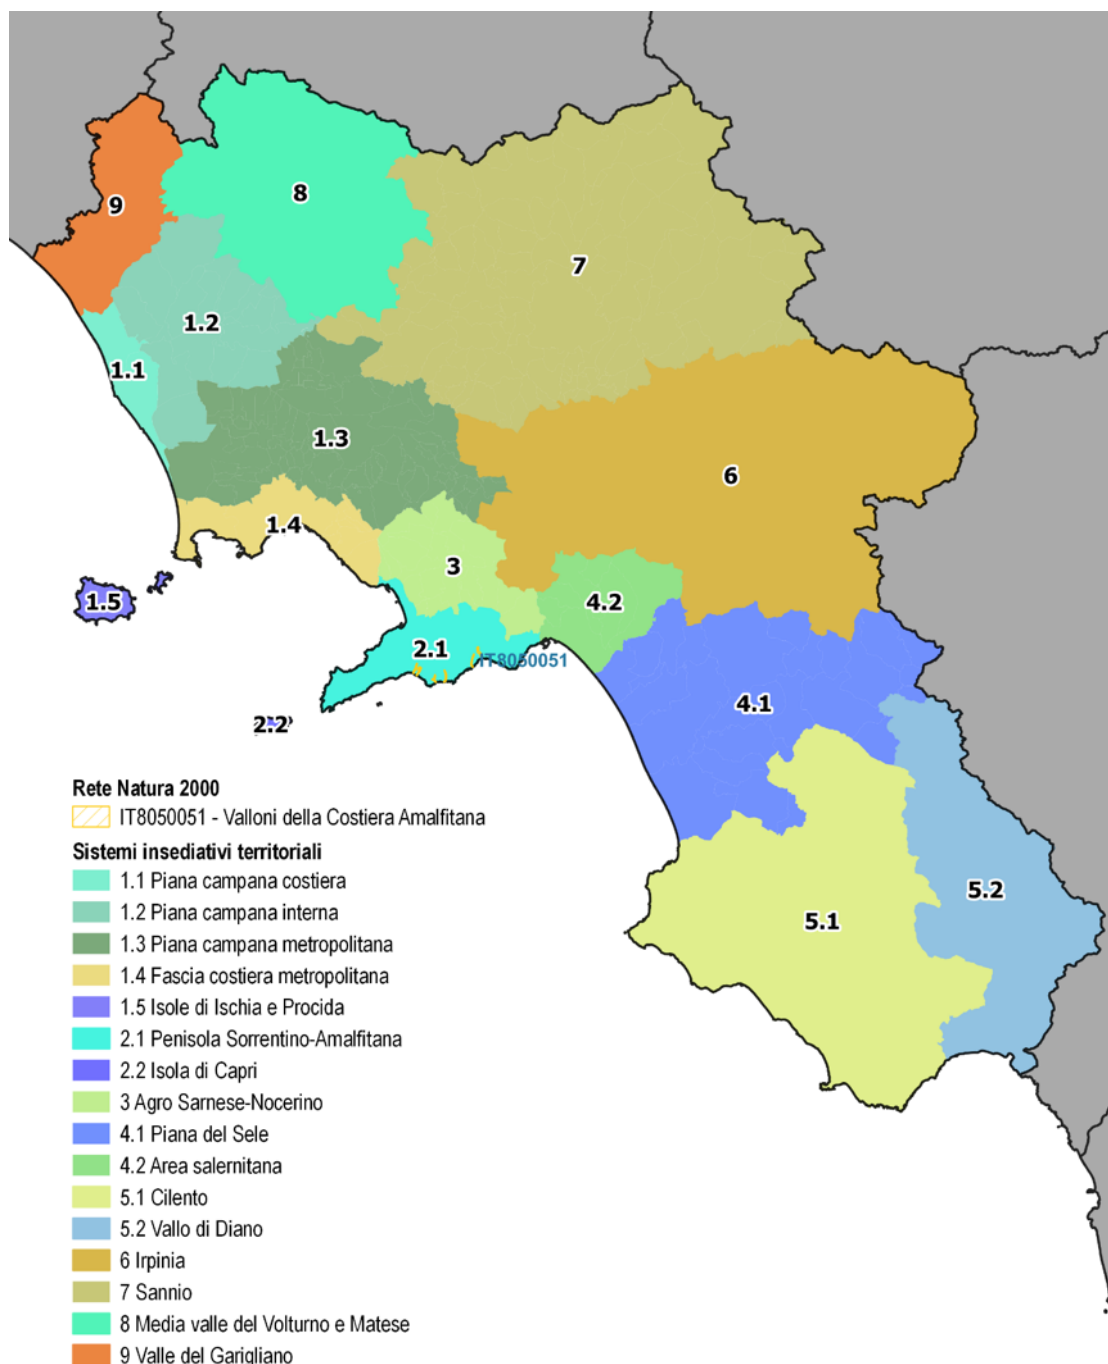 8
9
7
1.2
1.1
1.3
6
1.4
3
1.5
4.2
2.1
IT8050051
4.1
2.2
5.2
5.1
Rete Natura 2000
IT8050051 - Valloni della Costiera Amalfitana
Sistemi insediativi territoriali
1.1 Piana campana costiera
1.2 Piana campana interna
1.3 Piana campana metropolitana
1.4 Fascia costiera metropolitana
1.5 Isole di Ischia e Procida
2.1 Penisola Sorrentino-Amalfitana
2.2 Isola di Capri
3 Agro Sarnese-Nocerino
4.1 Piana del Sele
4.2 Area salernitana
5.1 Cilento
5.2 Vallo di Diano
6 Irpinia
7 Sannio
8 Media valle del Volturno e Matese
9 Valle del Garigliano